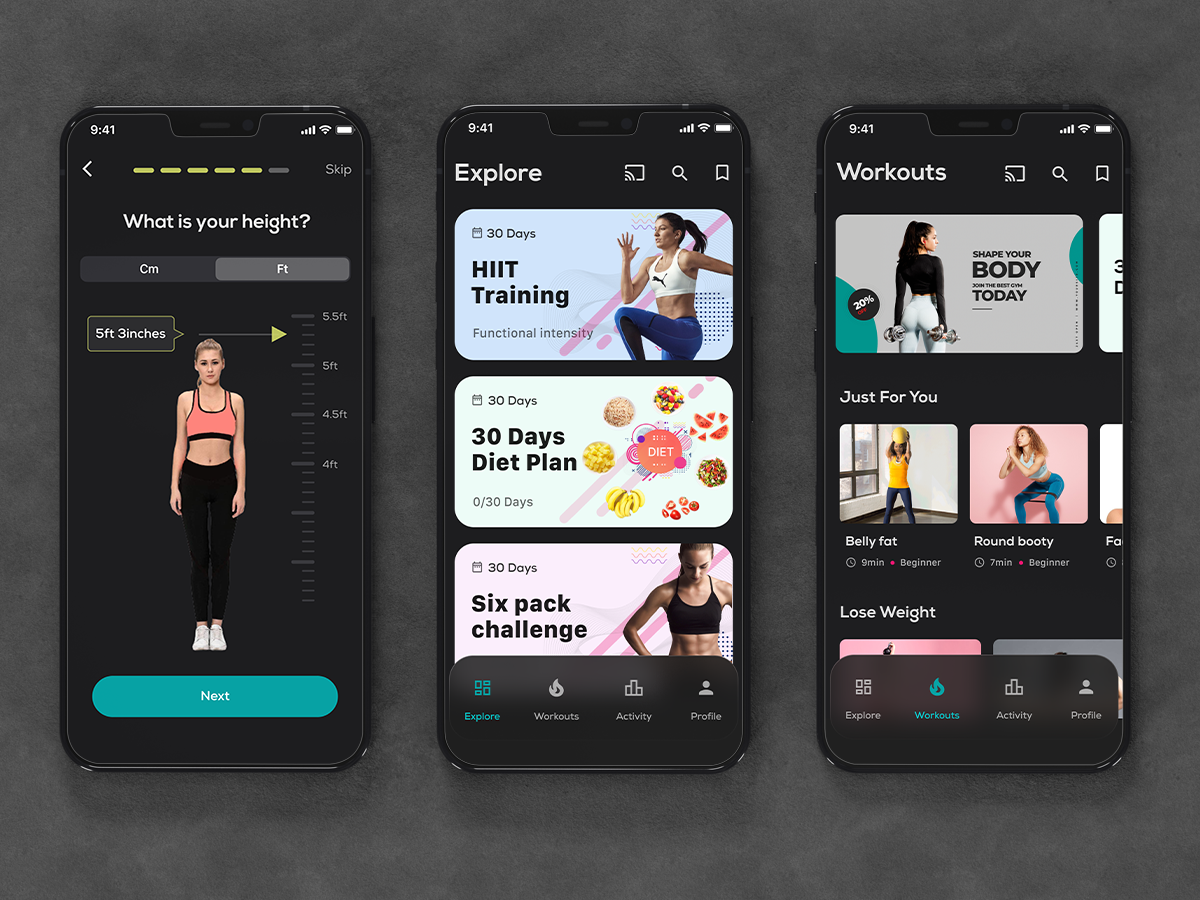 9:41
Skip
What is your height?
Cm
Ft
5.5ft
5ft 3inches
5ft
4.5ft
4ft
Next
9:41
Explore
30 Days
HIIT
Training
Functional intensity
30 Days
30 Days
Diet Plan
DIET
0/30 Days
30 Days
Six pack
challenge
Explore
Workouts
Activity
Profile
9:41
Workouts
SHAPE YOUR
BODY
JOIN THE BEST GYM
TODAY
20%
3
D
Just For You
Belly fat
9min
Beginner
Round booty
7min
Beginner
Fa
Lose Weight
Explore
Workouts
Activity
Profile